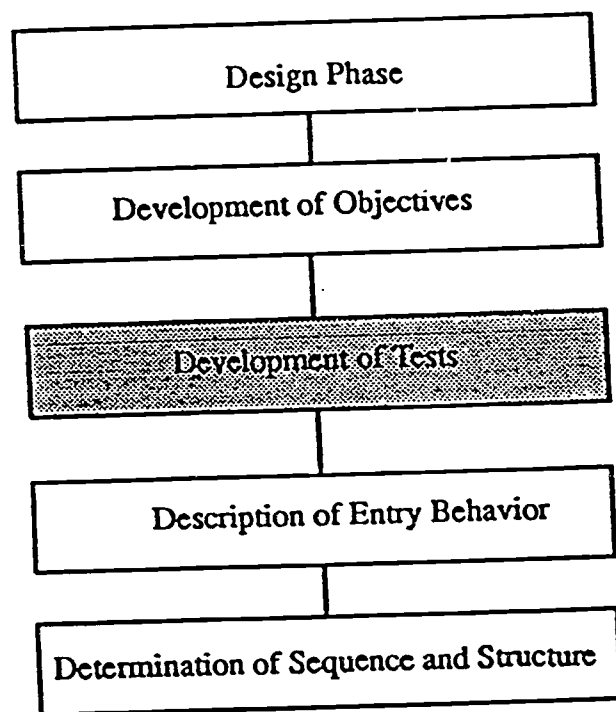 Design Phase
Development of Objectives
Development of Tests
Description of Entry Behavior
Determination of Sequence and Structure